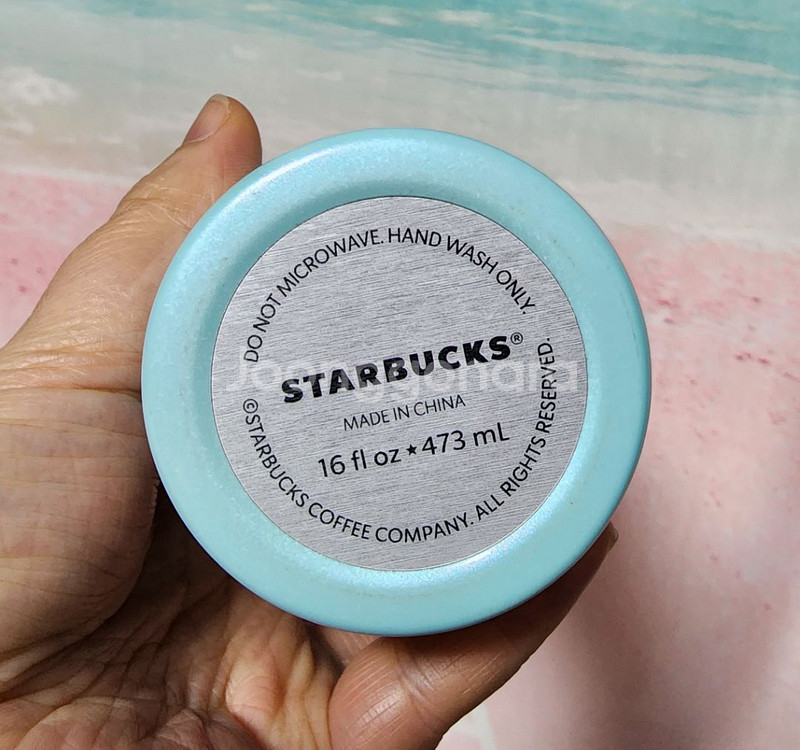 DO NOT MICROWAVE. HAND WASH ONLY.
STARBUCKS®
MADE IN CHINA
16 fl oz★473 mL
©STARBUCKS COFFEE COMPANY. ALL RIGHTS RESERVED.
Joonggonara